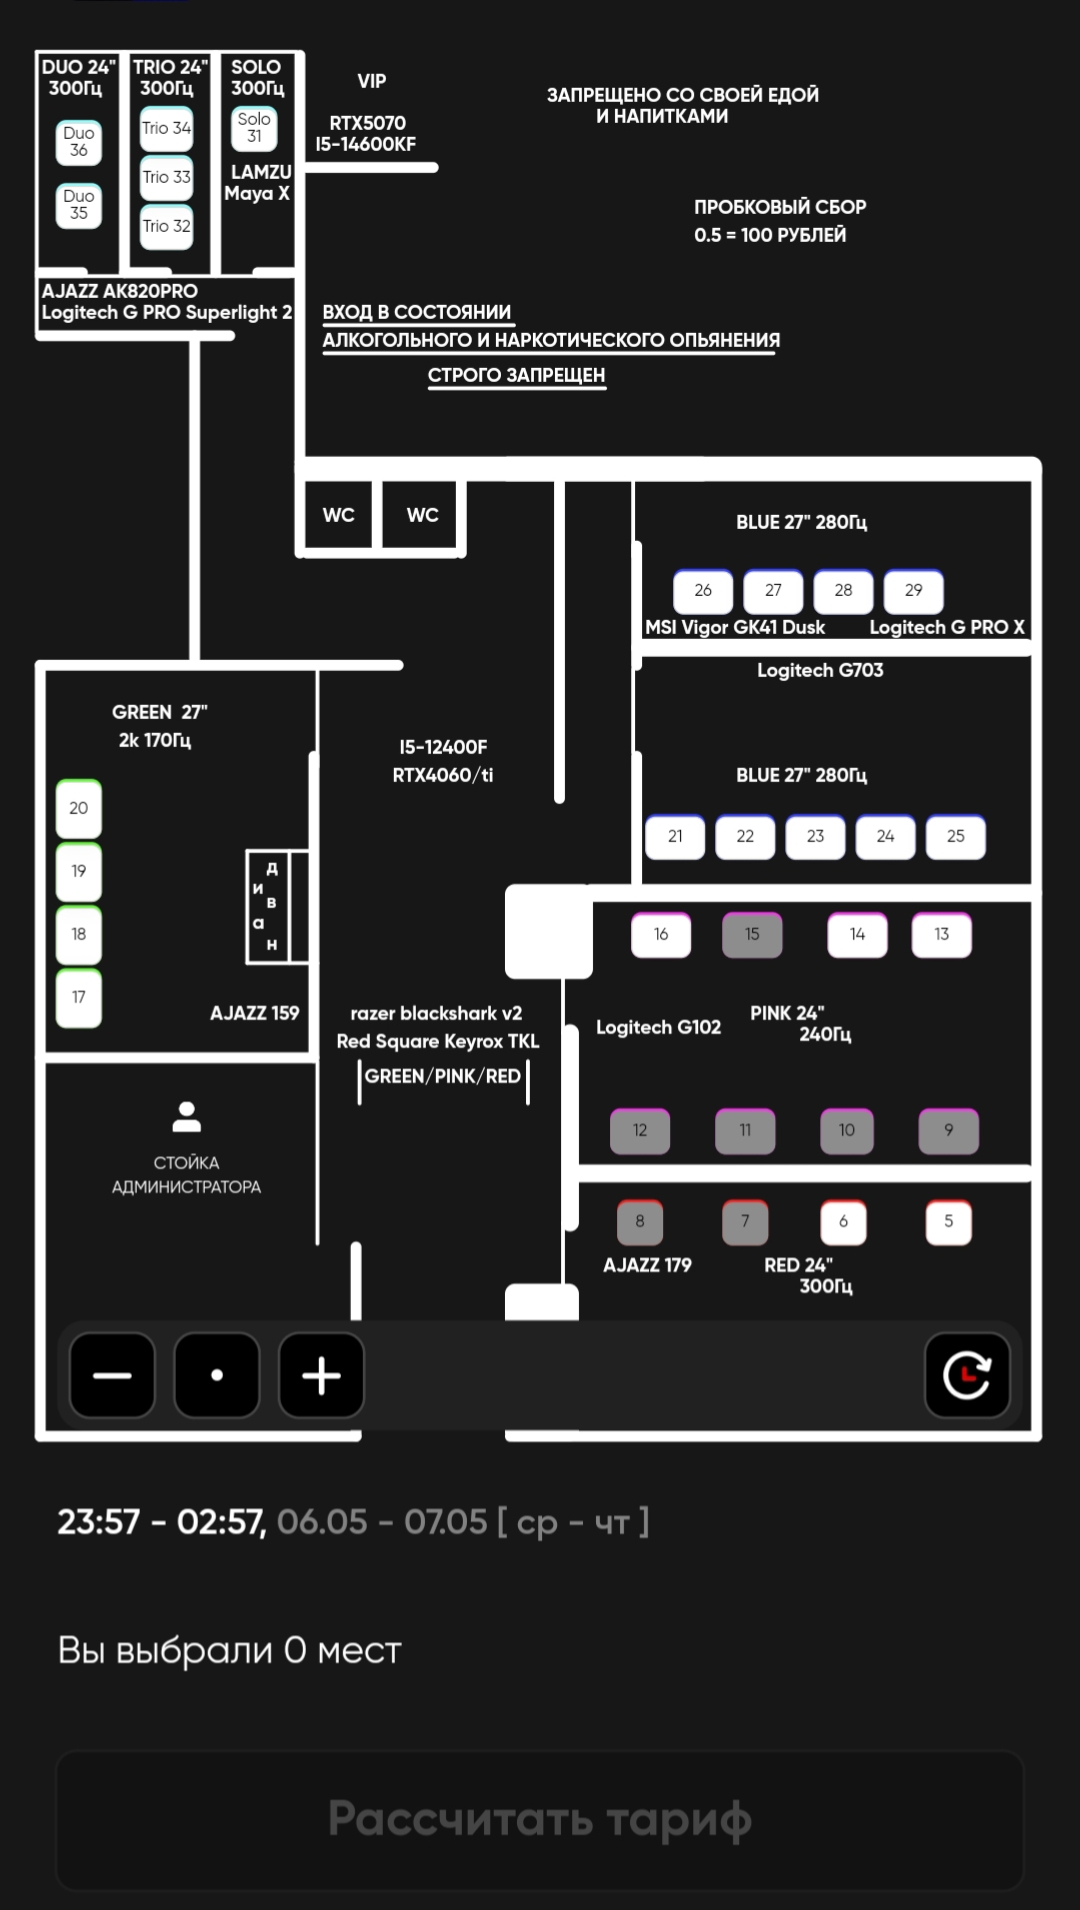 DUO 24"
300Гц
TRIO 24"
300Гц
SOLO
300Гц
Duo
36
Duo
35
Trio 34
Trio 33
Trio 32
Solo
31
LAMZU
Maya X
VIP
RTX5070
I5-14600KF
ЗАПРЕЩЕНО СО СВОЕЙ ЕДОЙ
И НАПИТКАМИ
ПРОБКОВЫЙ СБОР
0.5 = 100 РУБЛЕЙ
AJAZZ AK820PRO
Logitech G PRO Superlight 2
ВХОД В СОСТОЯНИИ
АЛКОГОЛЬНОГО И НАРКОТИЧЕСКОГО ОПЬЯНЕНИЯ
СТРОГО ЗАПРЕЩЕН
WC
WC
BLUE 27" 280Гц
26
27
28
29
MSI Vigor GK41 Dusk
Logitech G PRO X
Logitech G703
BLUE 27" 280Гц
21
22
23
24
25
GREEN 27"
2k 170Гц
20
19
18
17
д
и
в
а
н
AJAZZ 159
I5-12400F
RTX4060/ti
16
15
14
13
razer blackshark v2
Red Square Keyrox TKL
GREEN/PINK/RED
Logitech G102
PINK 24"
240Гц
12
11
10
9
СТОЙКА
АДМИНИСТРАТОРА
8
7
6
5
AJAZZ 179
RED 24"
300Гц
23:57 - 02:57, 06.05 - 07.05 [ ср - чт ]
Вы выбрали 0 мест
Рассчитать тариф